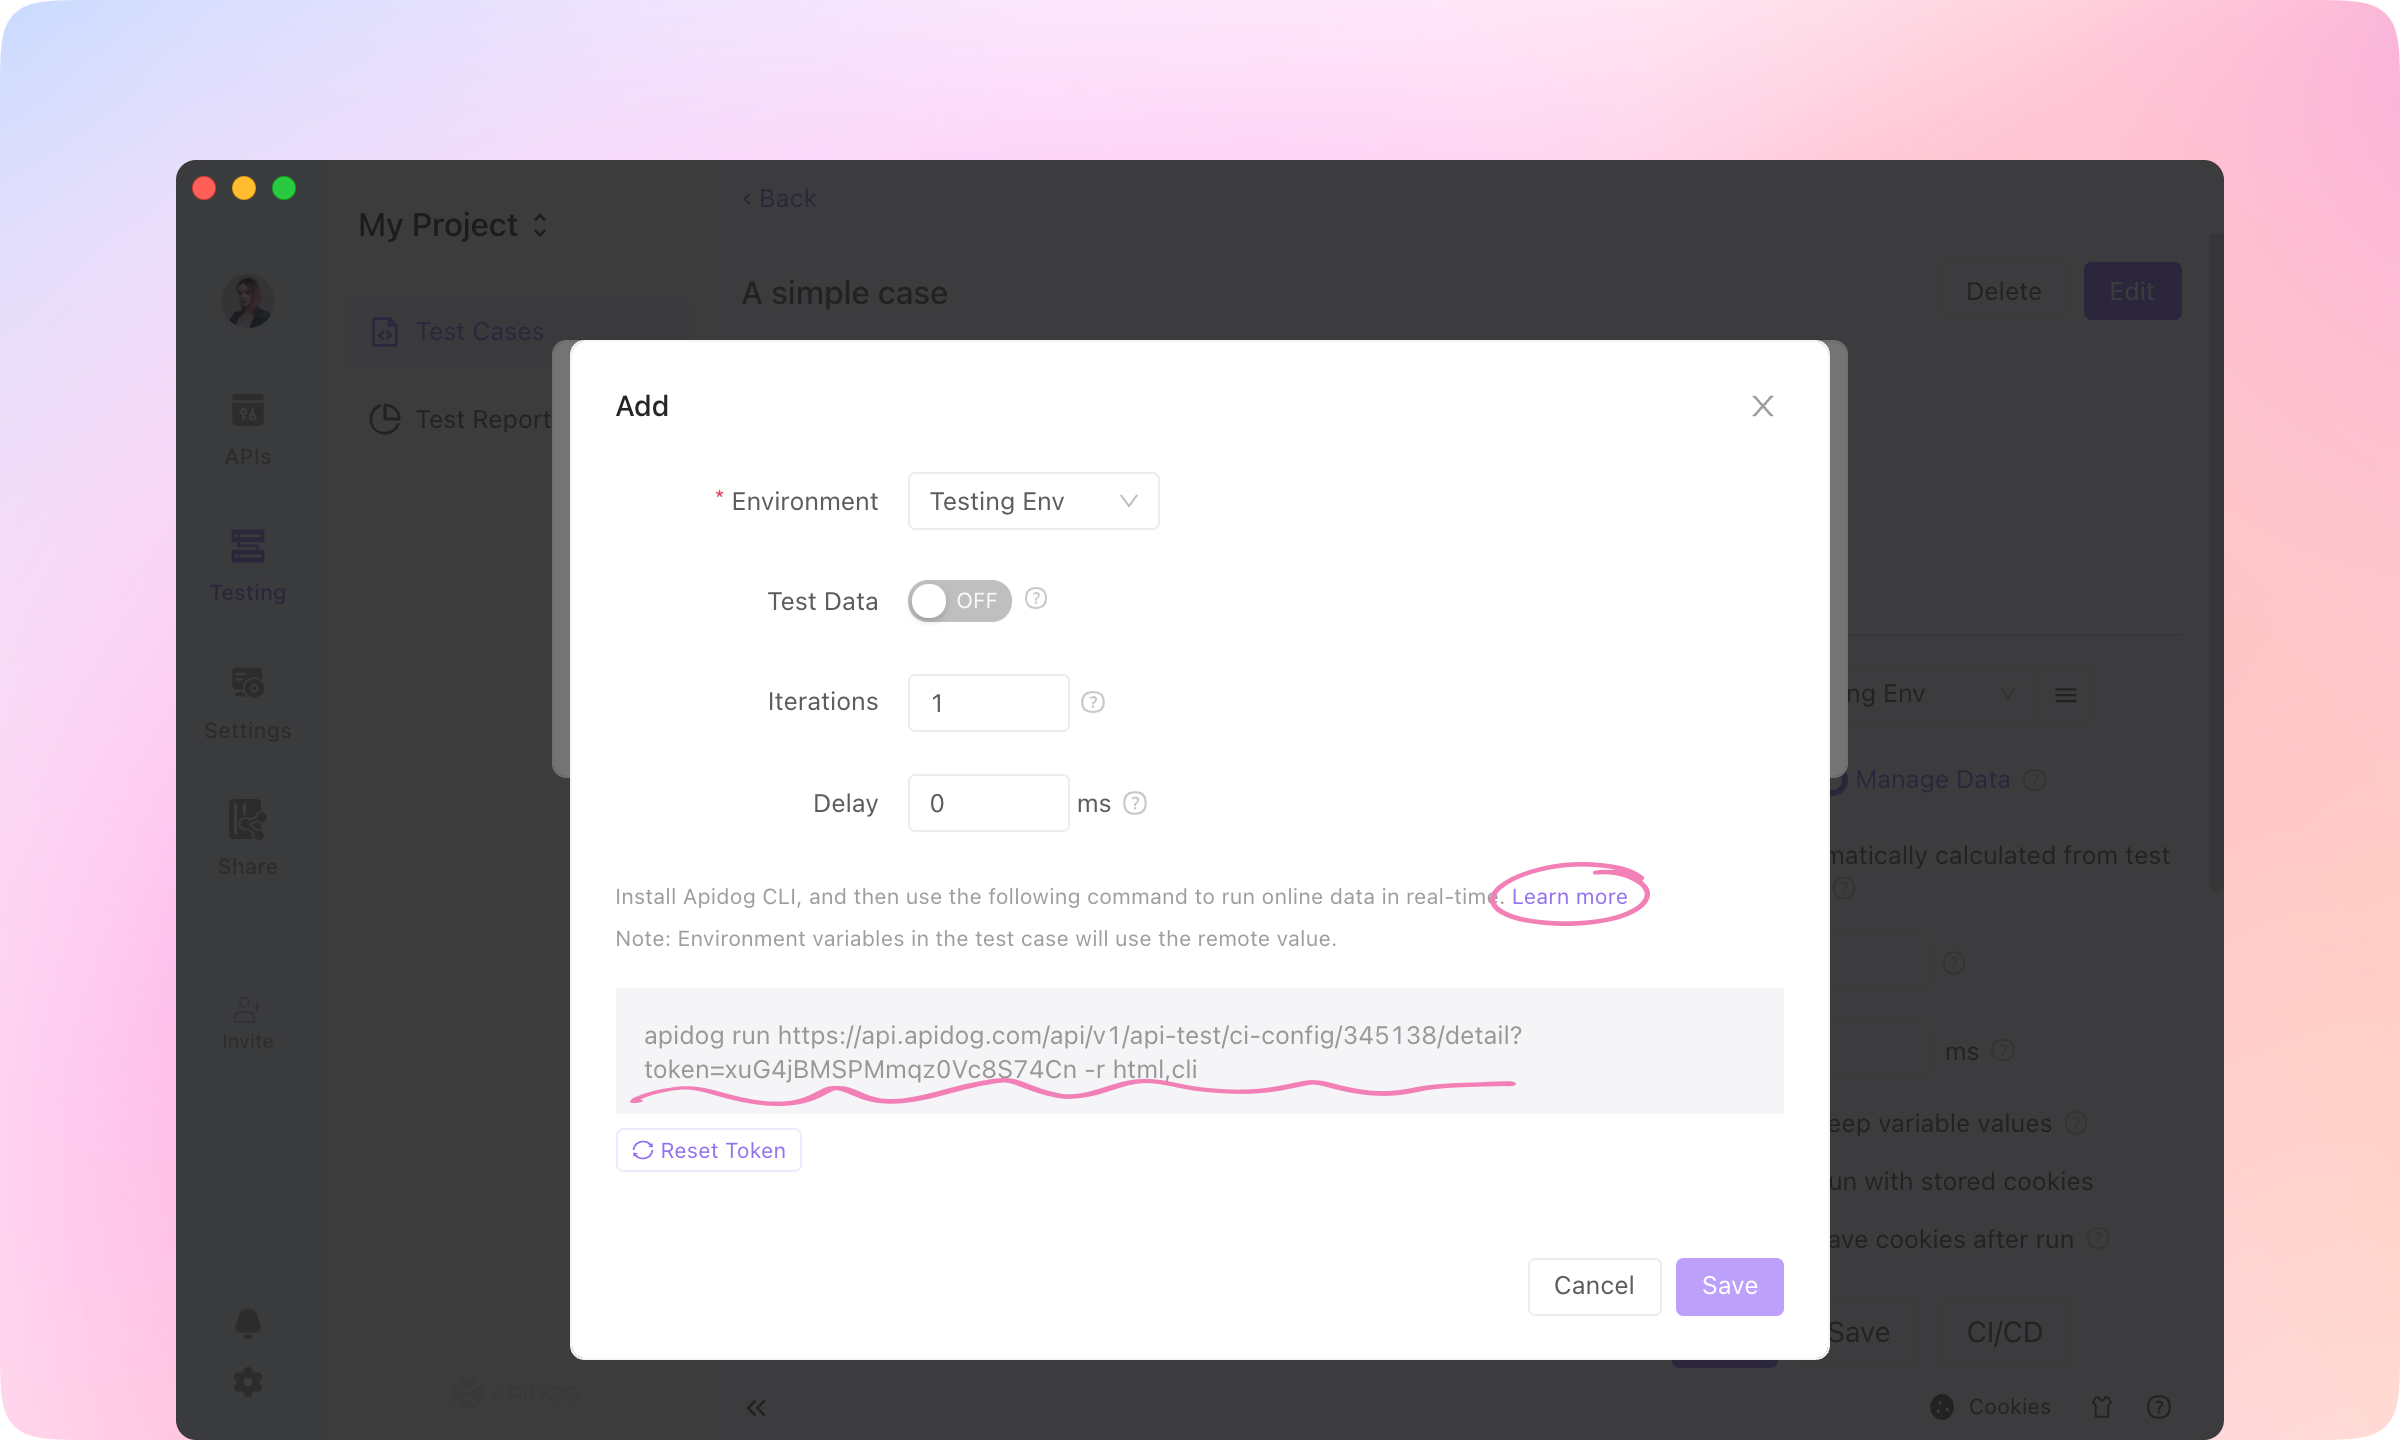 < Back
My Project
A simple case
Delete
Edit
Test Cases
Test Report
APIs
Testing
Settings
Share
Invite
Add
* Environment
Testing Env
Test Data
OFF
Iterations
1
Delay
0
ms
Install Apidog CLI, and then use the following command to run online data in real-time. Learn more
Note: Environment variables in the test case will use the remote value.
apidog run https://api.apidog.com/api/v1/api-test/ci-config/345138/detail?
token=xuG4jBMSPMmqz0Vc8S74Cn -r html,cli
Reset Token
Cancel
Save
ng Env
Manage Data
matically calculated from test
ms
eep variable values
un with stored cookies
ave cookies after run
Save
CI/CD
APIDOG
Cookies